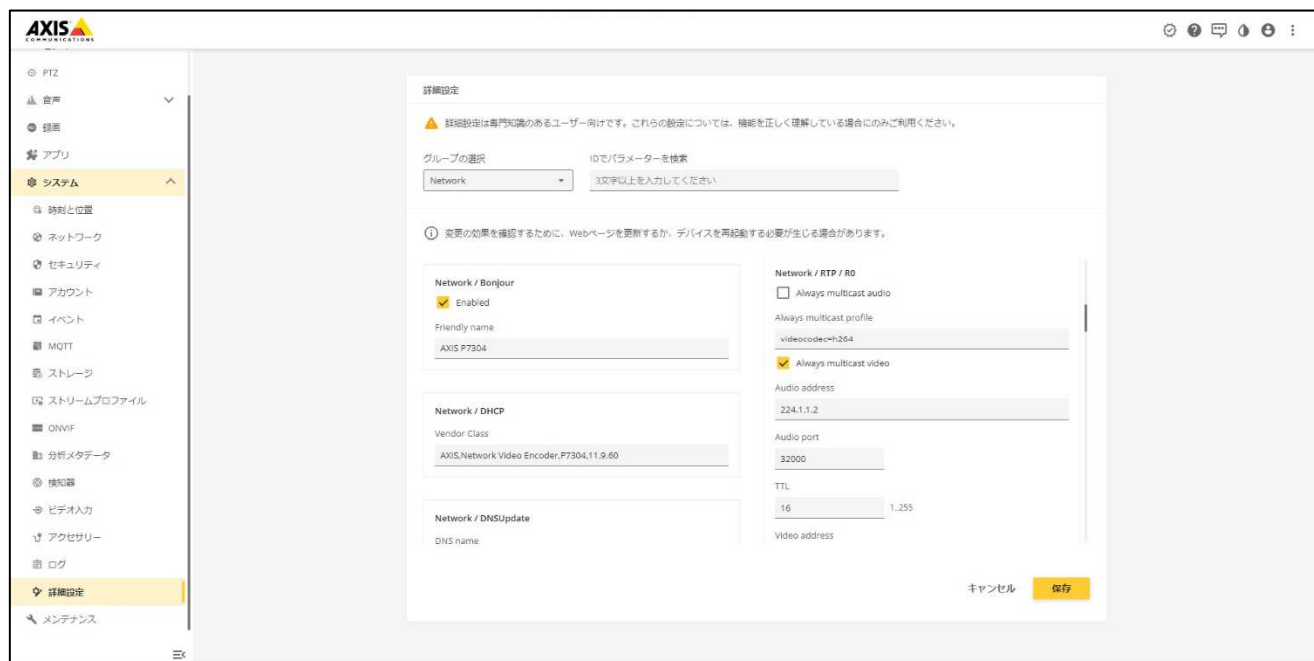 AXIS
COMMUNICATIONS
PTZ
音声
録画
アプリ
システム
時刻と位置
ネットワーク
セキュリティ
アカウント
イベント
MQTT
ストレージ
ストリームプロファイル
ONVIF
分析メタデータ
検知器
ビデオ入力
アクセサリー
ログ
詳細設定
メンテナンス
詳細設定
詳細設定は専門知識のあるユーザー向けです。これらの設定については、機能を正しく理解している場合にのみご利用ください。
グループの選択
Network
IDでパラメーターを検索
3文字以上を入力してください
変更の効果を確認するために、Webページを更新するか、デバイスを再起動する必要が生じる場合があります。
Network / Bonjour
Enabled
Friendly name
AXIS P7304
Network / DHCP
Vendor Class
AXIS,Network Video Encoder,P7304,11.9.60
Network / DNSUpdate
DNS name
Network / RTP / R0
Always multicast audio
Always multicast profile
videocodec=h264
Always multicast video
Audio address
224.1.1.2
Audio port
32000
TTL
16 1..255
Video address
キャンセル 保存